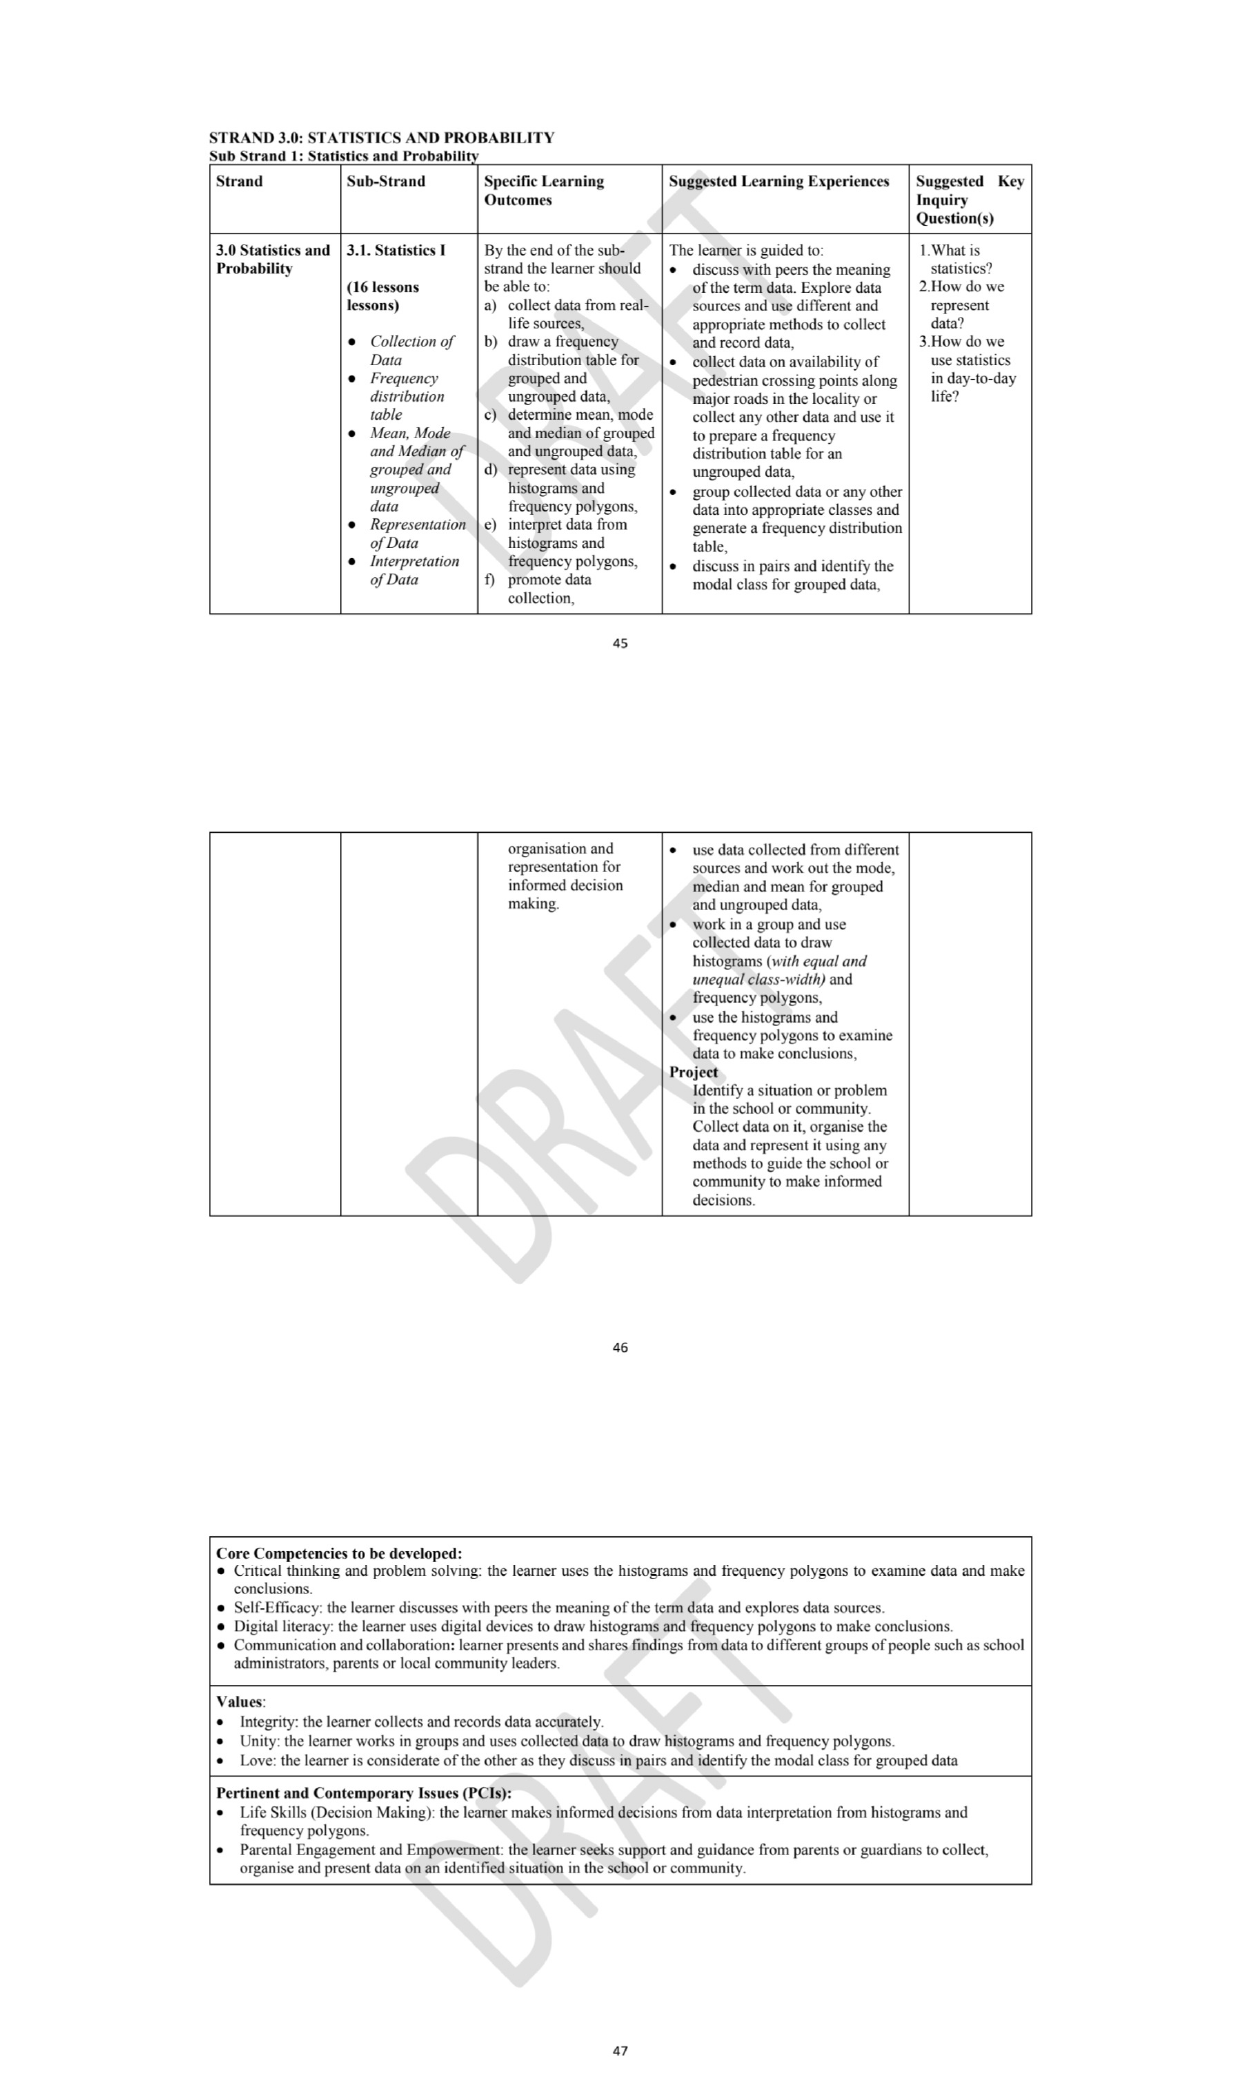 STRAND 3.0: STATISTICS AND PROBABILITY
Sub Strand 1: Statistics and Probability
Strand
Sub-Strand
Specific Learning
Outcomes
Suggested Learning Experiences
Suggested Key
Inquiry
Question(s)
3.0 Statistics and
Probability
3.1. Statistics I
(16 lessons
lessons)
● Collection of
Data
● Frequency
distribution
table
● Mean, Mode
and Median of
grouped and
ungrouped
data
● Representation
of Data
● Interpretation
of Data
By the end of the sub-
strand the learner should
be able to:
a) collect data from real-
life sources,
b) draw a frequency
distribution table for
grouped and
ungrouped data,
c) determine mean, mode
and median of grouped
and ungrouped data,
d) represent data using
histograms and
frequency polygons,
e) interpret data from
histograms and
frequency polygons,
f) promote data
collection,
The learner is guided to:
● discuss with peers the meaning
of the term data. Explore data
sources and use different and
appropriate methods to collect
and record data,
● collect data on availability of
pedestrian crossing points along
major roads in the locality or
collect any other data and use it
to prepare a frequency
distribution table for an
ungrouped data,
● group collected data or any other
data into appropriate classes and
generate a frequency distribution
table,
● discuss in pairs and identify the
modal class for grouped data,
1.What is
statistics?
2.How do we
represent
data?
3.How do we
use statistics
in day-to-day
life?
DRAFT
45
organisation and
representation for
informed decision
making.
● use data collected from different
sources and work out the mode,
median and mean for grouped
and ungrouped data,
● work in a group and use
collected data to draw
histograms (with equal and
unequal class-width) and
frequency polygons,
● use the histograms and
frequency polygons to examine
data to make conclusions,
Project
Identify a situation or problem
in the school or community.
Collect data on it, organise the
data and represent it using any
methods to guide the school or
community to make informed
decisions.
DRAFT
46
Core Competencies to be developed:
● Critical thinking and problem solving: the learner uses the histograms and frequency polygons to examine data and make
conclusions.
● Self-Efficacy: the learner discusses with peers the meaning of the term data and explores data sources.
● Digital literacy: the learner uses digital devices to draw histograms and frequency polygons to make conclusions.
● Communication and collaboration: learner presents and shares findings from data to different groups of people such as school
administrators, parents or local community leaders.
Values:
● Integrity: the learner collects and records data accurately.
● Unity: the learner works in groups and uses collected data to draw histograms and frequency polygons.
● Love: the learner is considerate of the other as they discuss in pairs and identify the modal class for grouped data
Pertinent and Contemporary Issues (PCIs):
● Life Skills (Decision Making): the learner makes informed decisions from data interpretation from histograms and
frequency polygons.
● Parental Engagement and Empowerment: the learner seeks support and guidance from parents or guardians to collect,
organise and present data on an identified situation in the school or community.
DRAFT
47